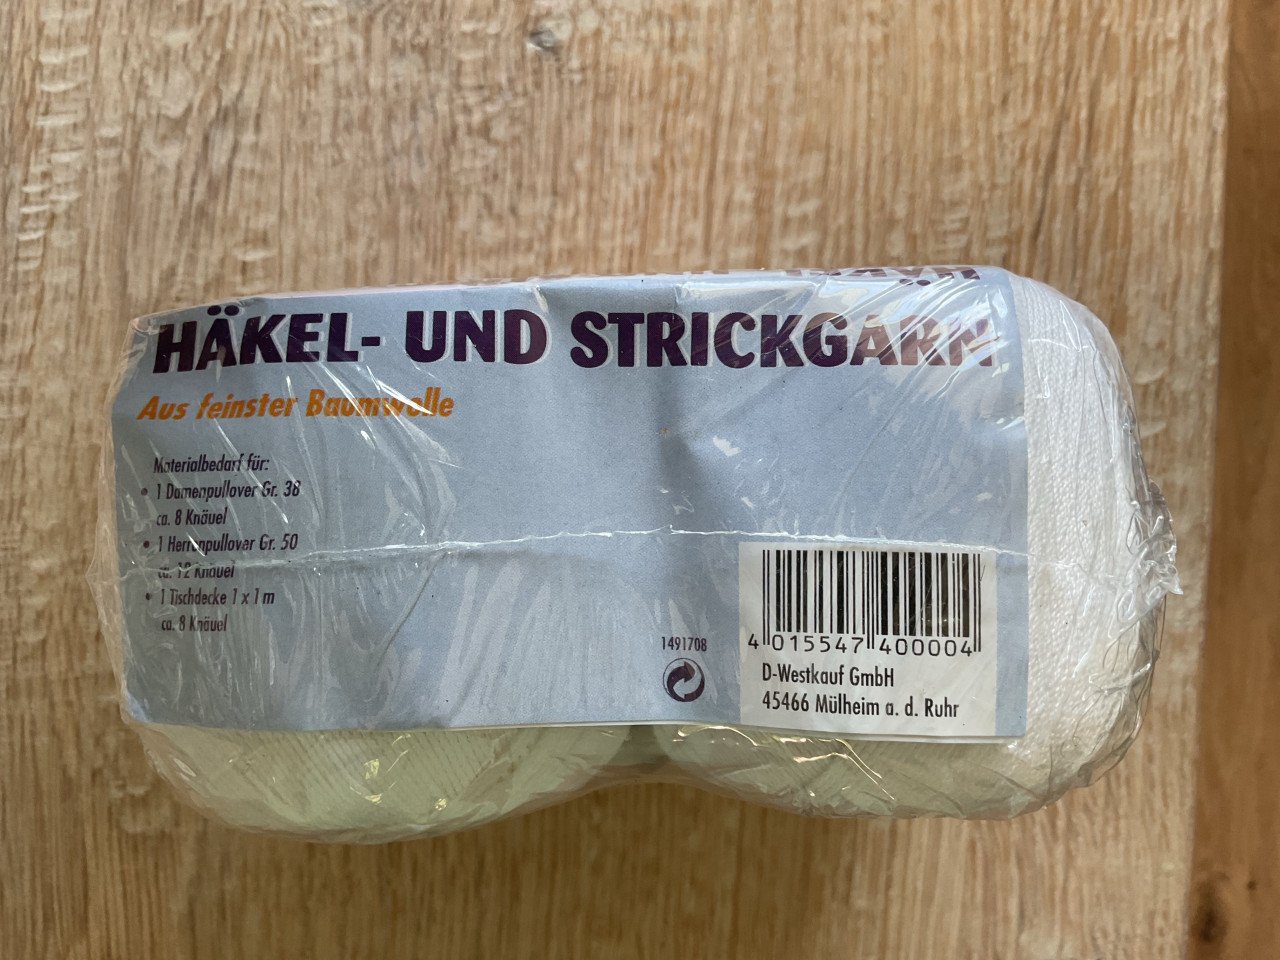 HÄKEL- UND STRICKGARN
Aus feinster Baumwolle
Materialbedarf für:
• 1 Damenpullover Gr. 38
ca. 8 Knäuel
• 1 Herrenpullover Gr. 50
ca. 12 Knäuel
• 1 Tischdecke 1 x 1 m
ca. 8 Knäuel
1491708
4 015547 400004
D-Westkauf GmbH
45466 Mülheim a. d. Ruhr